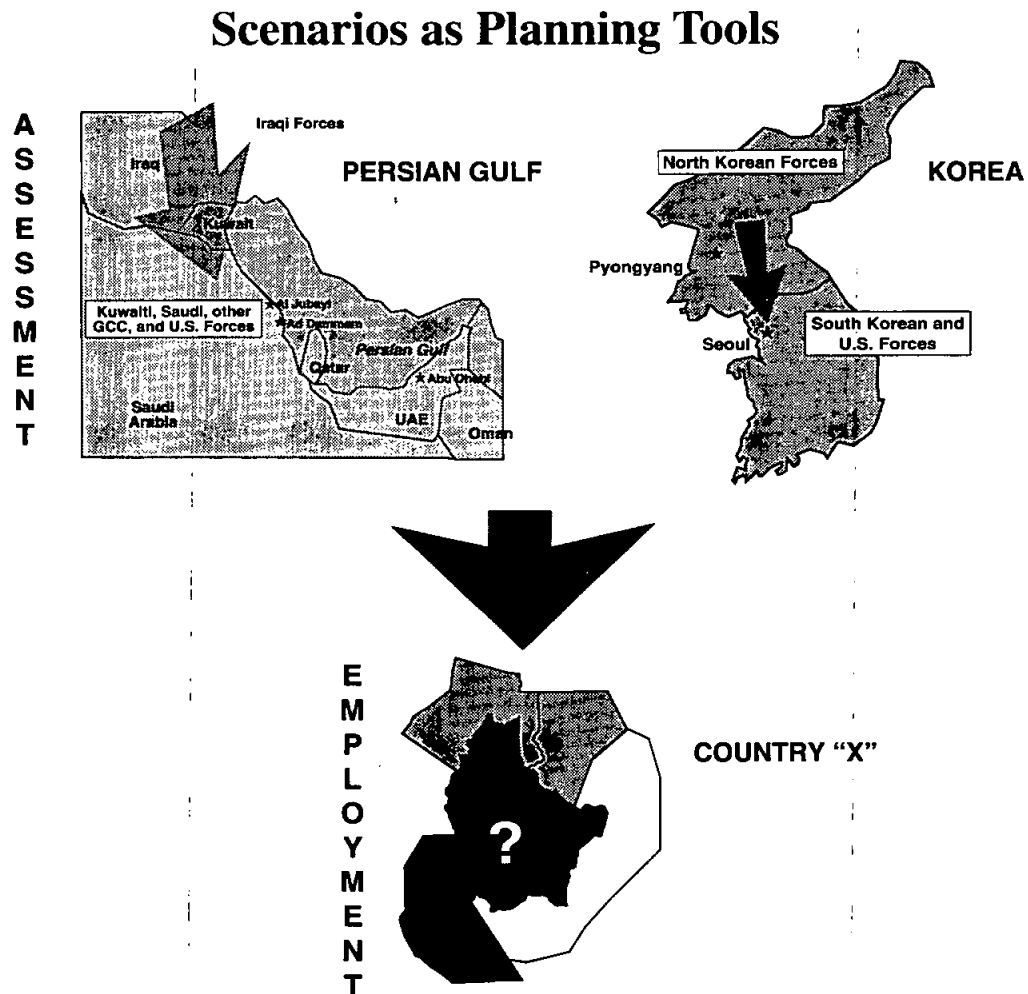 Scenarios as Planning Tools
ASSESSMENT
Iraqi Forces
Iraq
PERSIAN GULF
Kuwait
Kuwaiti, Saudi, other
GCC, and U.S. Forces
Al Jubayl
Ad Dammam
Persian Gulf
Qatar
Abu Dhabi
Saudi
Arabia
UAE
Oman
North Korean Forces
KOREA
Pyongyang
Seoul
South Korean and
U.S. Forces
EMPLOYMENT
COUNTRY “X”
?